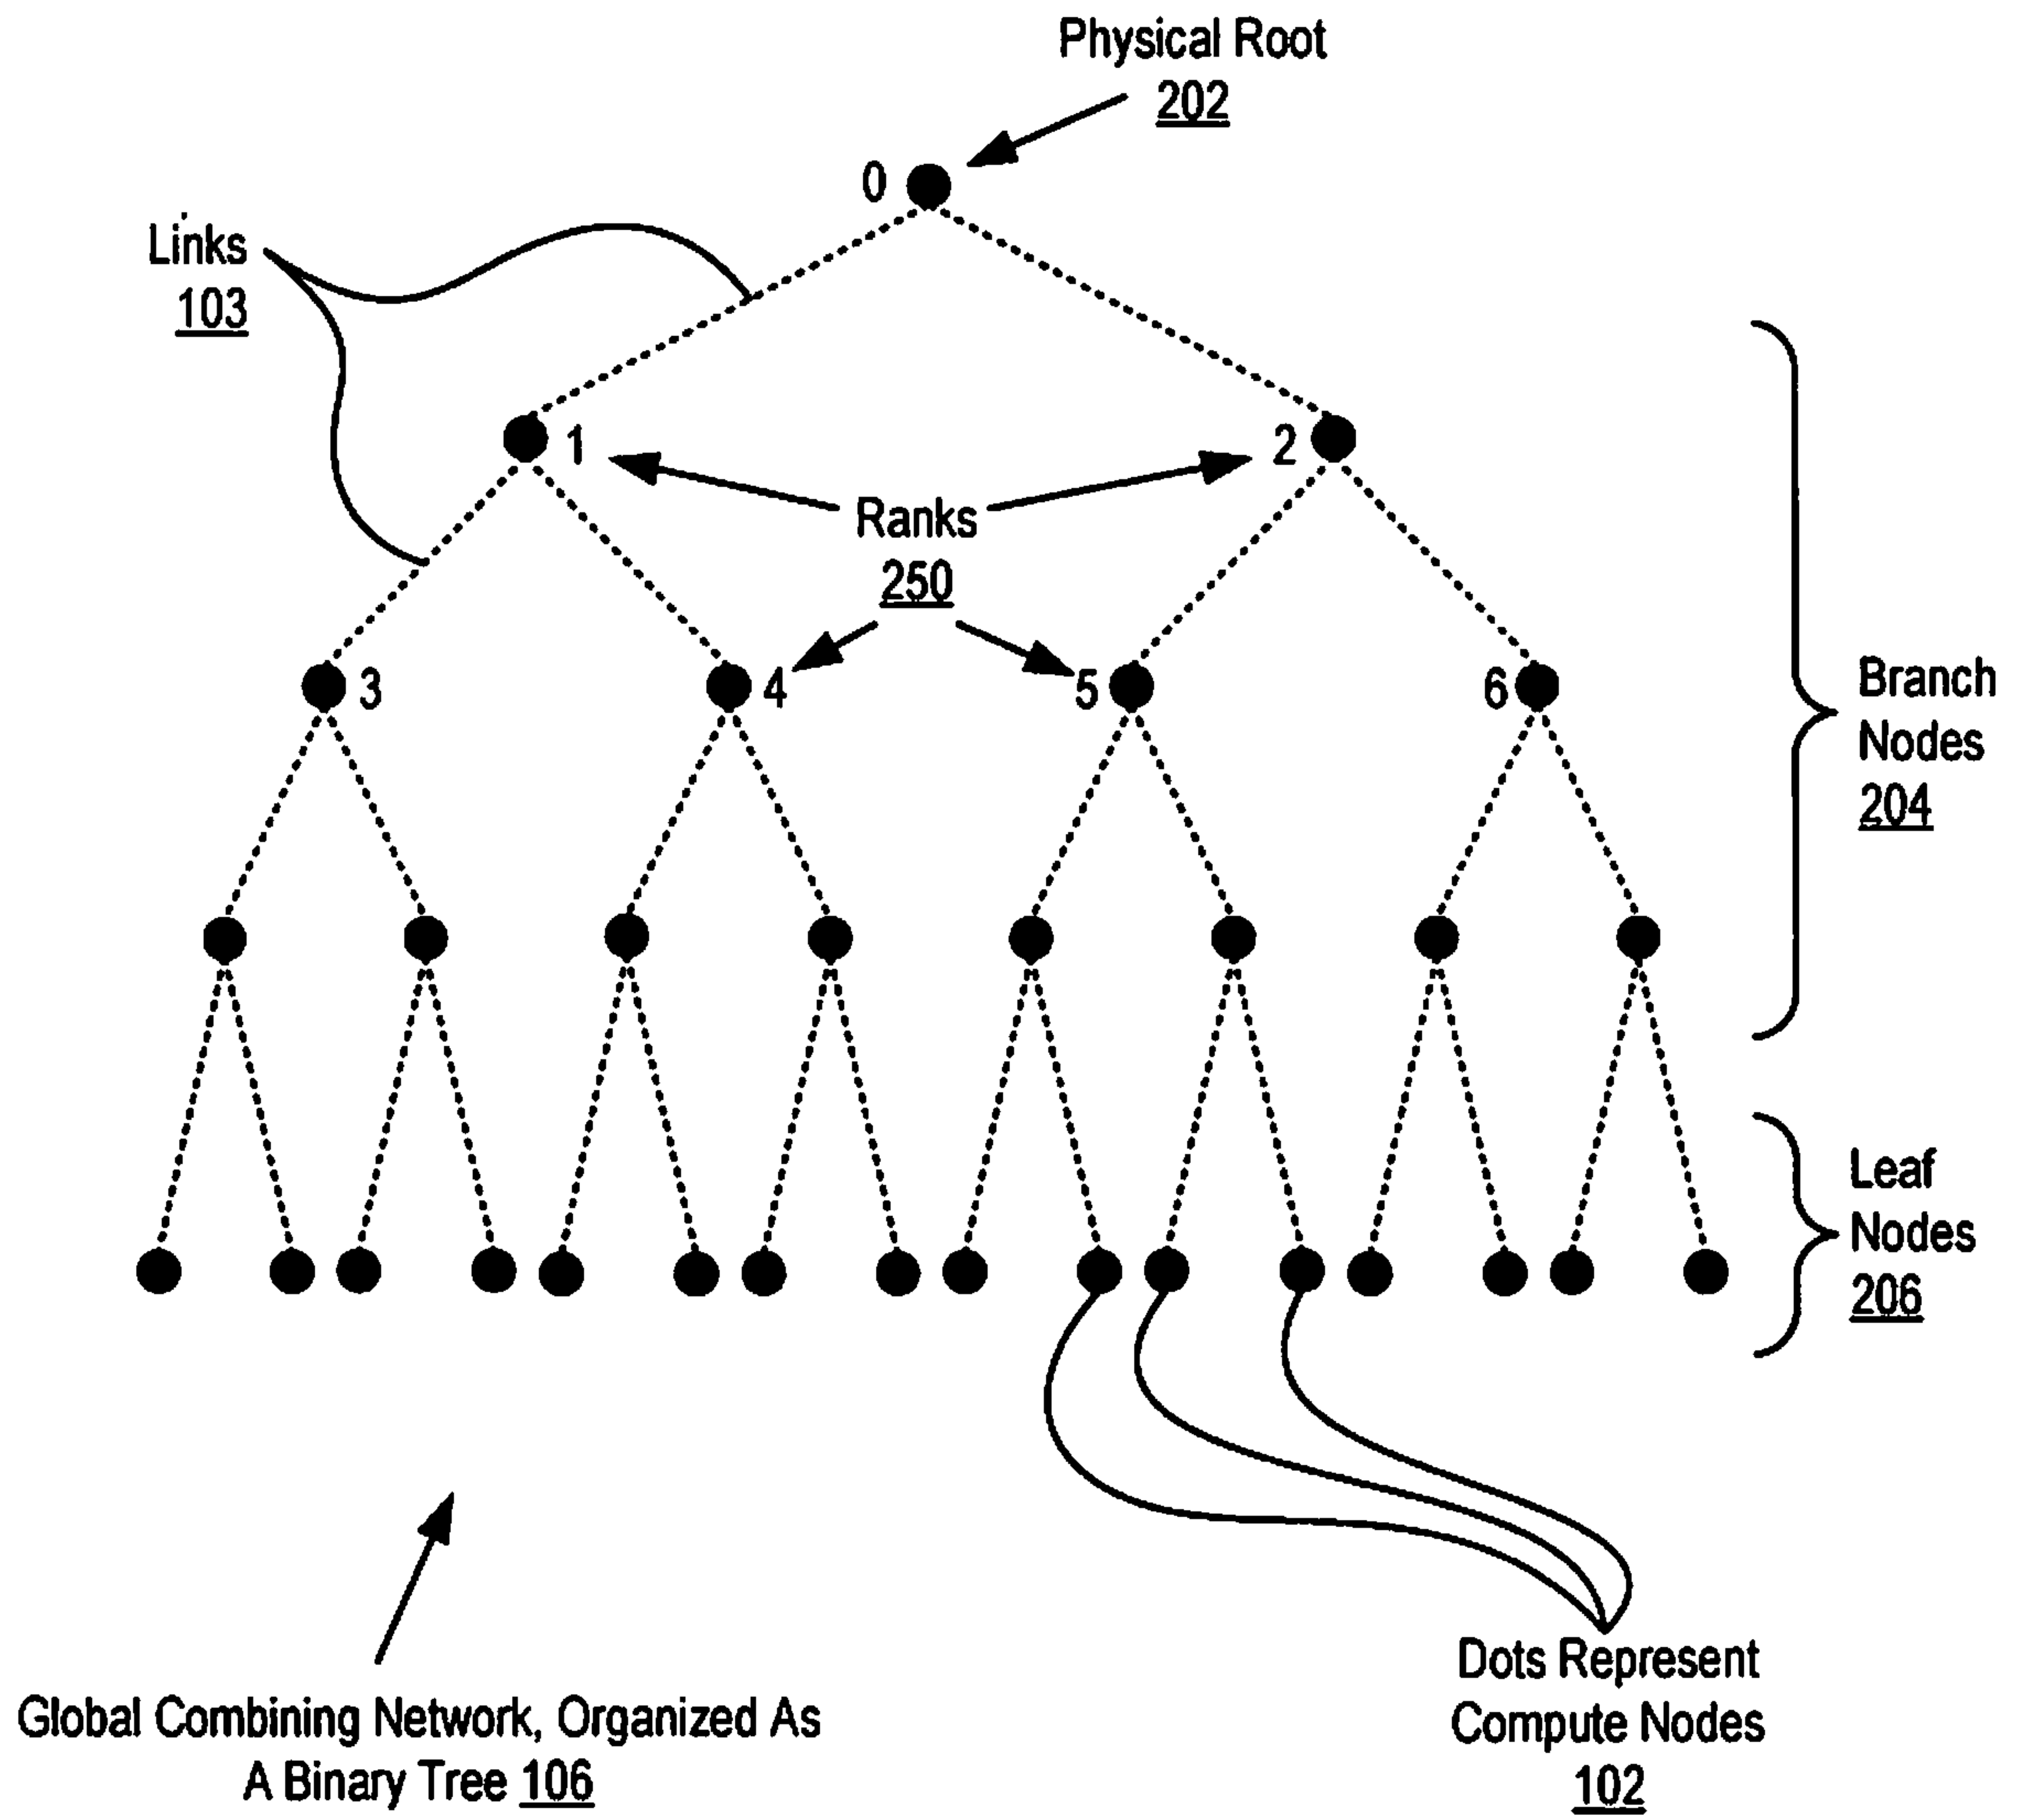 Physical Root
202
0
Links
103
1
2
Ranks
250
3
4
5
6
Branch
Nodes
204
Leaf
Nodes
206
Dots Represent
Compute Nodes
102
Global Combining Network, Organized As
A Binary Tree 106